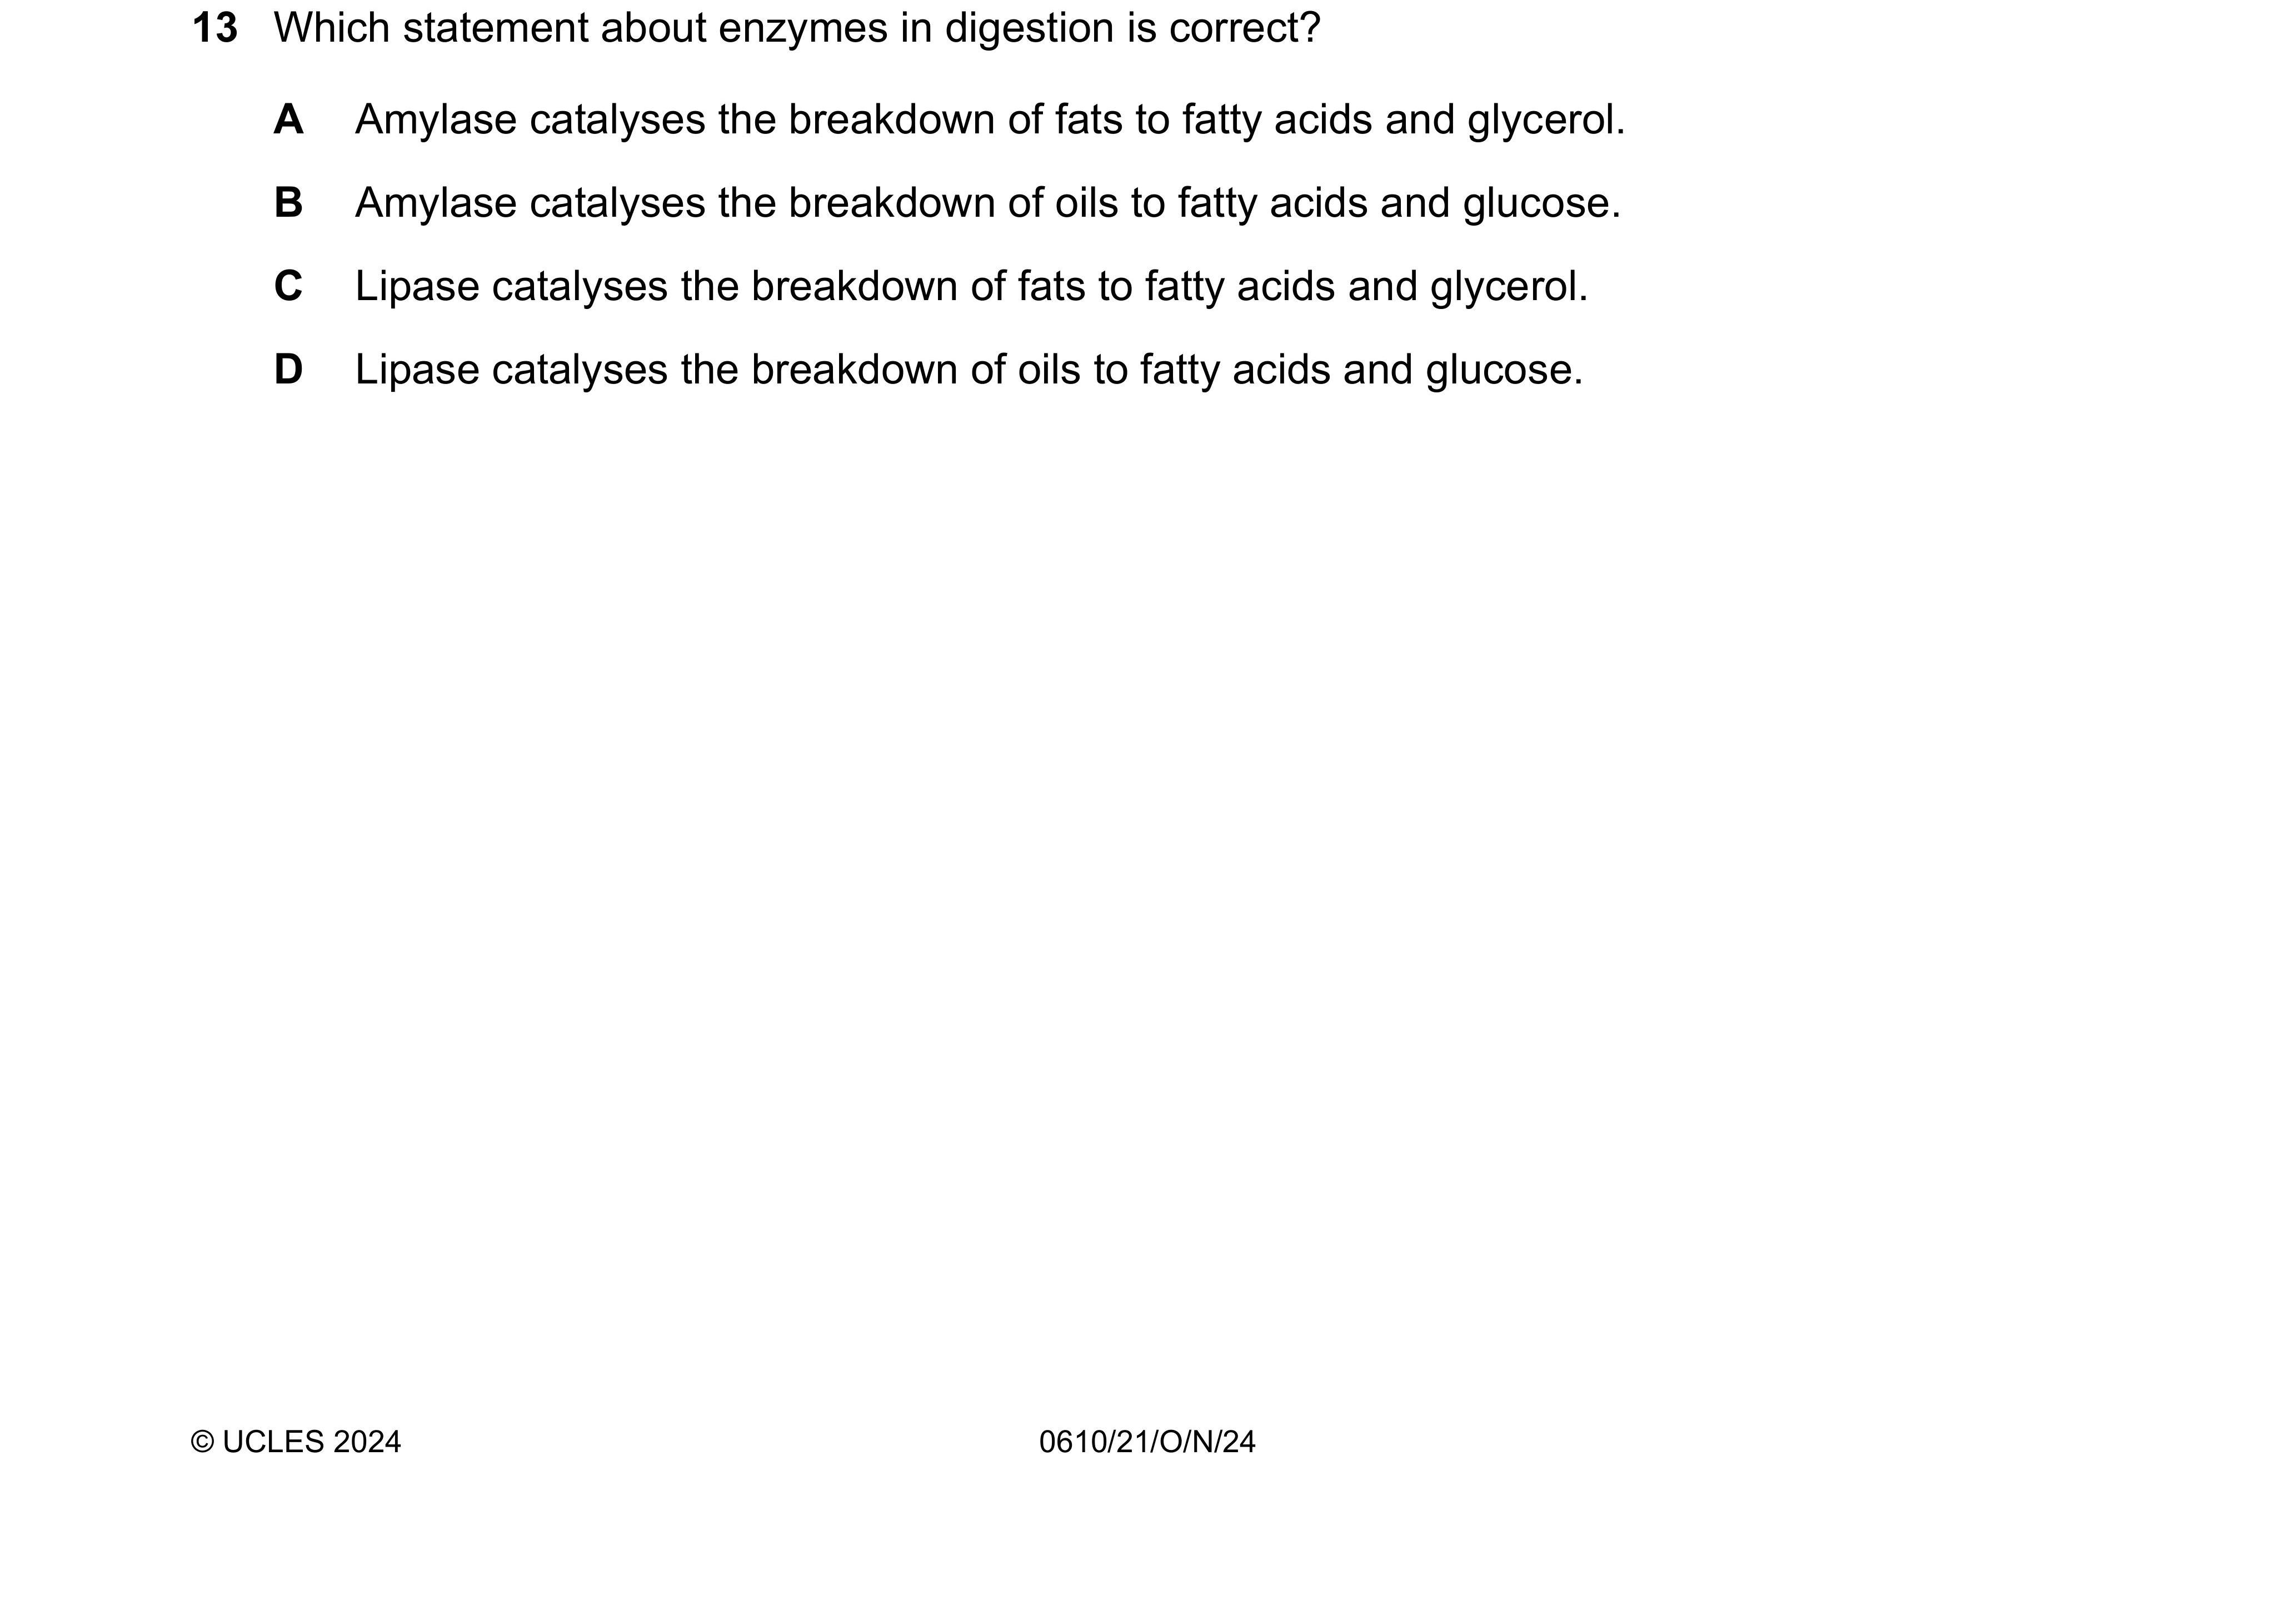 13 Which statement about enzymes in digestion is correct?
A Amylase catalyses the breakdown of fats to fatty acids and glycerol.
B Amylase catalyses the breakdown of oils to fatty acids and glucose.
C Lipase catalyses the breakdown of fats to fatty acids and glycerol.
D Lipase catalyses the breakdown of oils to fatty acids and glucose.
© UCLES 2024 0610/21/O/N/24